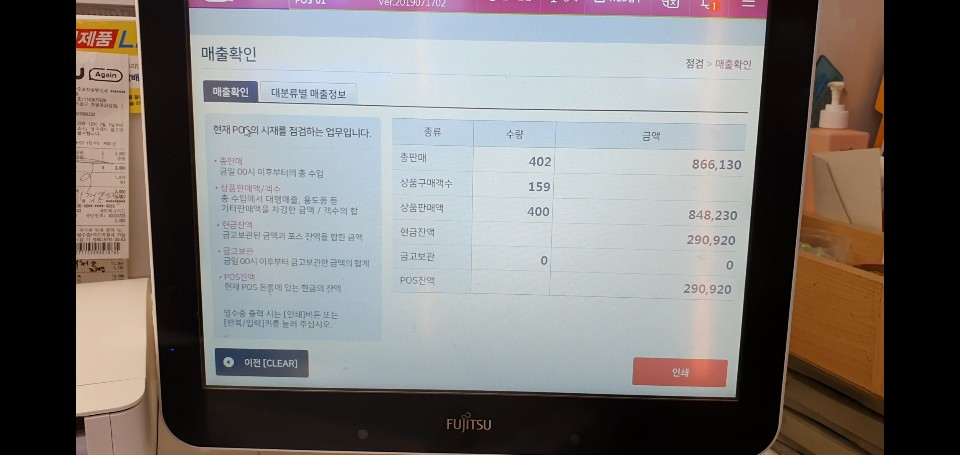 POS-01
Ver.2019071702
제품
Again
매출확인
점검 > 매출확인
매출확인
대분류별 매출정보
현재 POS의 시재를 점검하는 업무입니다.
• 총판매
금일 00시 이후부터의 총 수입
• 상품판매액/객수
총 수입에서 대행매출, 용도품 등
기타판매액을 차감한 금액 / 객수의 합
• 현금잔액
금고보관된 금액과 포스 잔액을 합한 금액
• 금고보관
금일 00시 이후부터 금고보관한 금액의 합계
• POS잔액
현재 POS 돈통에 있는 현금의 잔액
영수증 출력 시는 [인쇄]버튼 또는
[반복/입력]키를 눌러 주십시오.
종류 수량 금액
총판매 402 866,130
상품구매객수 159
상품판매액 400 848,230
현금잔액 290,920
금고보관 0 0
POS잔액 290,920
이전 [CLEAR]
인쇄
FUJITSU